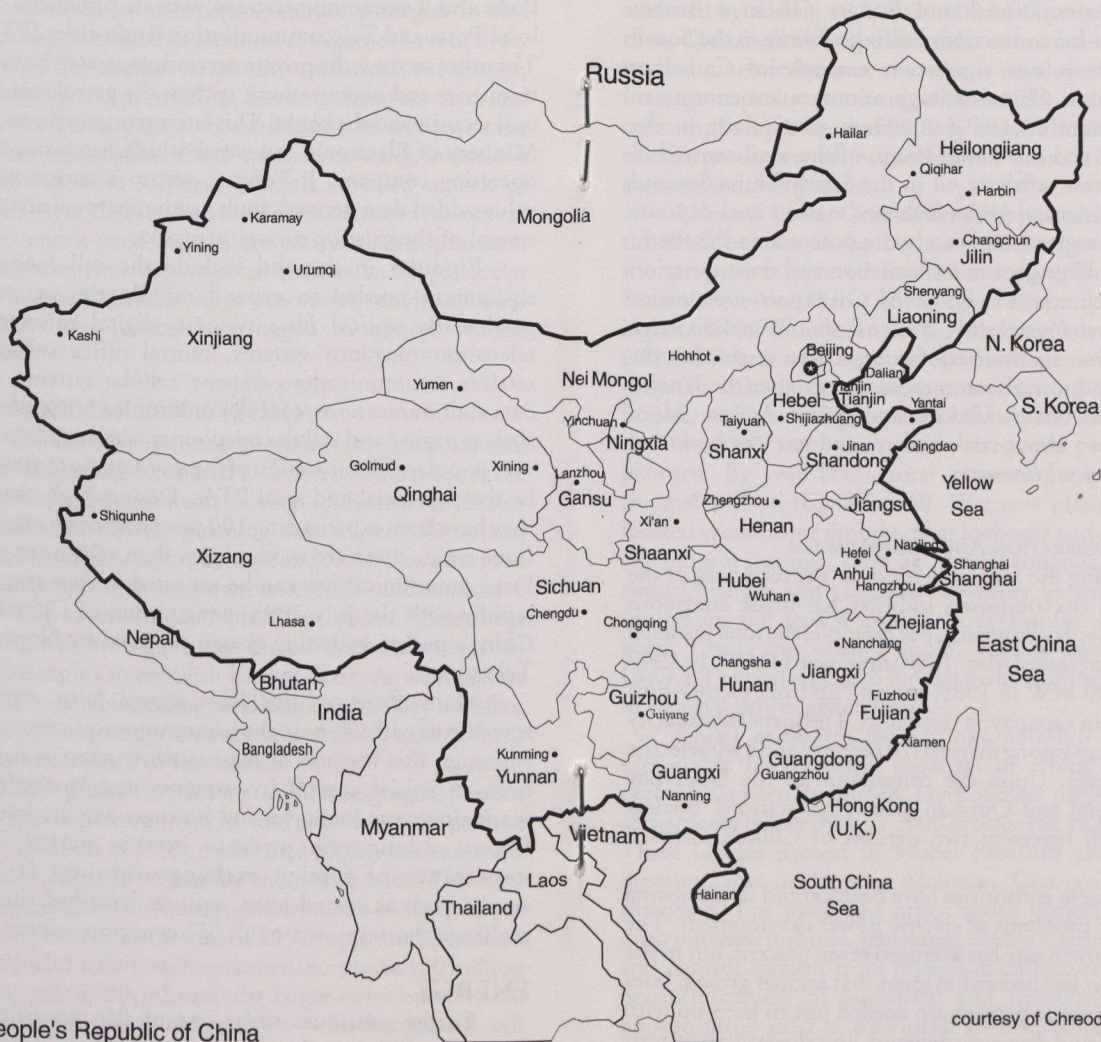 Russia
Hailar
Heilongjiang
Qiqihar
Harbin
Mongolia
Karamay
Yining
Urumqi
Changchun
Jilin
Shenyang
Liaoning
Kashi
Xinjiang
Hohhot
Beijing
N. Korea
Dalian
Nei Mongol
Yumen
Hebei
Tianjin
Tianjin
Yantai
S. Korea
Yinchuan
Ningxia
Taiyuan
Shijiazhuang
Shanxi
Jinan
Shandong
Qingdao
Golmud
Xining
Lanzhou
Gansu
Qinghai
Yellow
Sea
Zhengzhou
Jiangsu
Shiqunhe
Xi'an
Henan
Shaanxi
Xizang
Hefei
Nanjing
Shanghai
Anhui
Shanghai
Sichuan
Hubei
Wuhan
Hangzhou
Chengdu
Lhasa
Zhejiang
Nepal
Chongqing
Nanchang
East China
Sea
Changsha
Jiangxi
Hunan
Bhutan
Guizhou
Guiyang
Fuzhou
Fujian
India
Bangladesh
Xiamen
Kunming
Yunnan
Guangdong
Guangxi
Guangzhou
Nanning
Hong Kong
(U.K.)
Myanmar
Vietnam
Laos
South China
Sea
Hainan
Thailand
eople's Republic of China
courtesy of Chreod